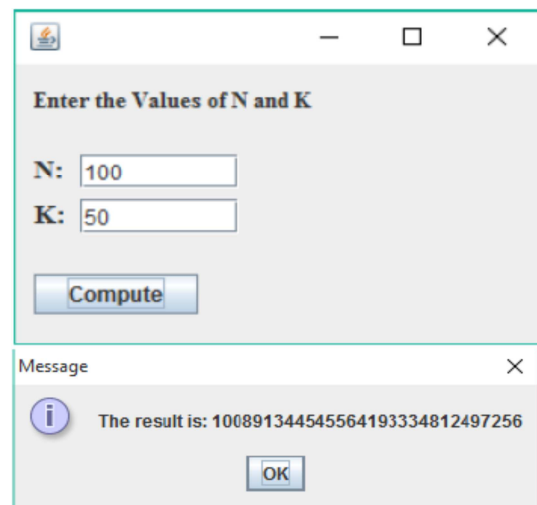 Enter the Values of N and K
N: 100
K: 50
Compute
Message
The result is: 100891344545564193334812497256
OK